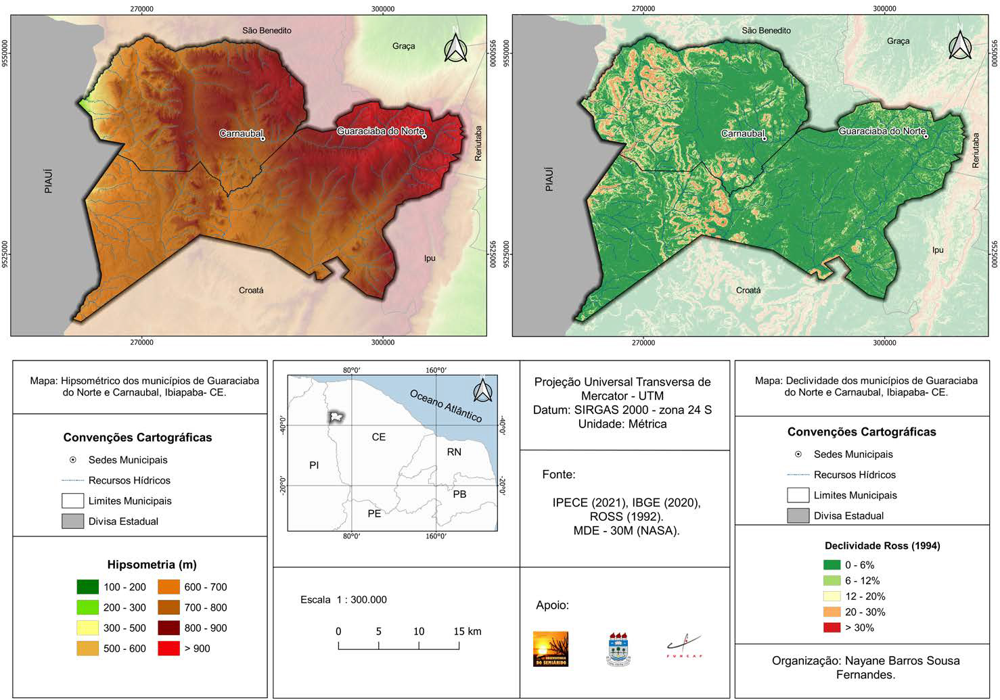 270000
300000
270000
300000
São Benedito
São Benedito
N
N
Graça
Graça
9550000
9550000
9550000
9550000
Carnaubal
Guaraciaba do Norte
Carnaubal
Guaraciaba do Norte
Reriutaba
Reriutaba
PIAUÍ
PIAUÍ
9525000
9525000
9525000
9525000
Ipu
Ipu
Croatá
Croatá
270000
300000
270000
300000
Mapa: Hipsométrico dos municípios de Guaraciaba
do Norte e Carnaubal, Ibiapaba- CE.
Convenções Cartográficas
Sedes Municipais
Recursos Hídricos
Limites Municipais
Divisa Estadual
Hipsometria (m)
100 - 200
200 - 300
300 - 500
500 - 600
600 - 700
700 - 800
800 - 900
> 900
80°0'
160°0'
N
Oceano Atlântico
-40°0'
-40°0'
CE
RN
PI
-20°0'
-20°0'
PB
PE
80°0'
160°0'
Escala 1 : 300.000
0 5 10 15 km
Projeção Universal Transversa de
Mercator - UTM
Datum: SIRGAS 2000 - zona 24 S
Unidade: Métrica
Fonte:
IPECE (2021), IBGE (2020),
ROSS (1992).
MDE - 30M (NASA).
Apoio:
OBSERVATÓRIO
DO SEMIÁRIDO
FUNCAP
Mapa: Declividade dos municípios de Guaraciaba
do Norte e Carnaubal, Ibiapaba- CE.
Convenções Cartográficas
Sedes Municipais
Recursos Hídricos
Limites Municipais
Divisa Estadual
Declividade Ross (1994)
0 - 6%
6 - 12%
12 - 20%
20 - 30%
> 30%
Organização: Nayane Barros Sousa
Fernandes.